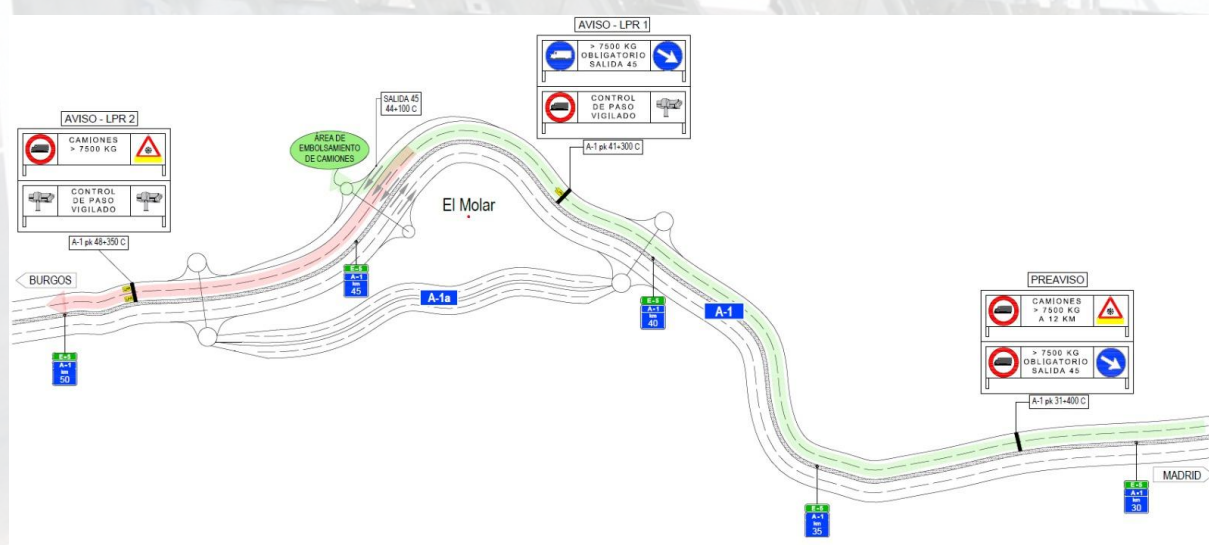 AVISO - LPR 1
> 7500 KG
OBLIGATORIO
SALIDA 45
CONTROL
DE PASO
VIGILADO
A-1 pk 41+300 C
SALIDA 45
44+100 C
AVISO - LPR 2
CAMIONES
> 7500 KG
CONTROL
DE PASO
VIGILADO
A-1 pk 48+350 C
ÁREA DE
EMBOLSAMIENTO
DE CAMIONES
El Molar
BURGOS
E-5
A-1
km
50
E-5
A-1
km
45
A-1a
E-5
A-1
km
40
A-1
PREAVISO
CAMIONES
> 7500 KG
A 12 KM
> 7500 KG
OBLIGATORIO
SALIDA 45
A-1 pk 31+400 C
MADRID
E-5
A-1
km
35
E-5
A-1
km
30